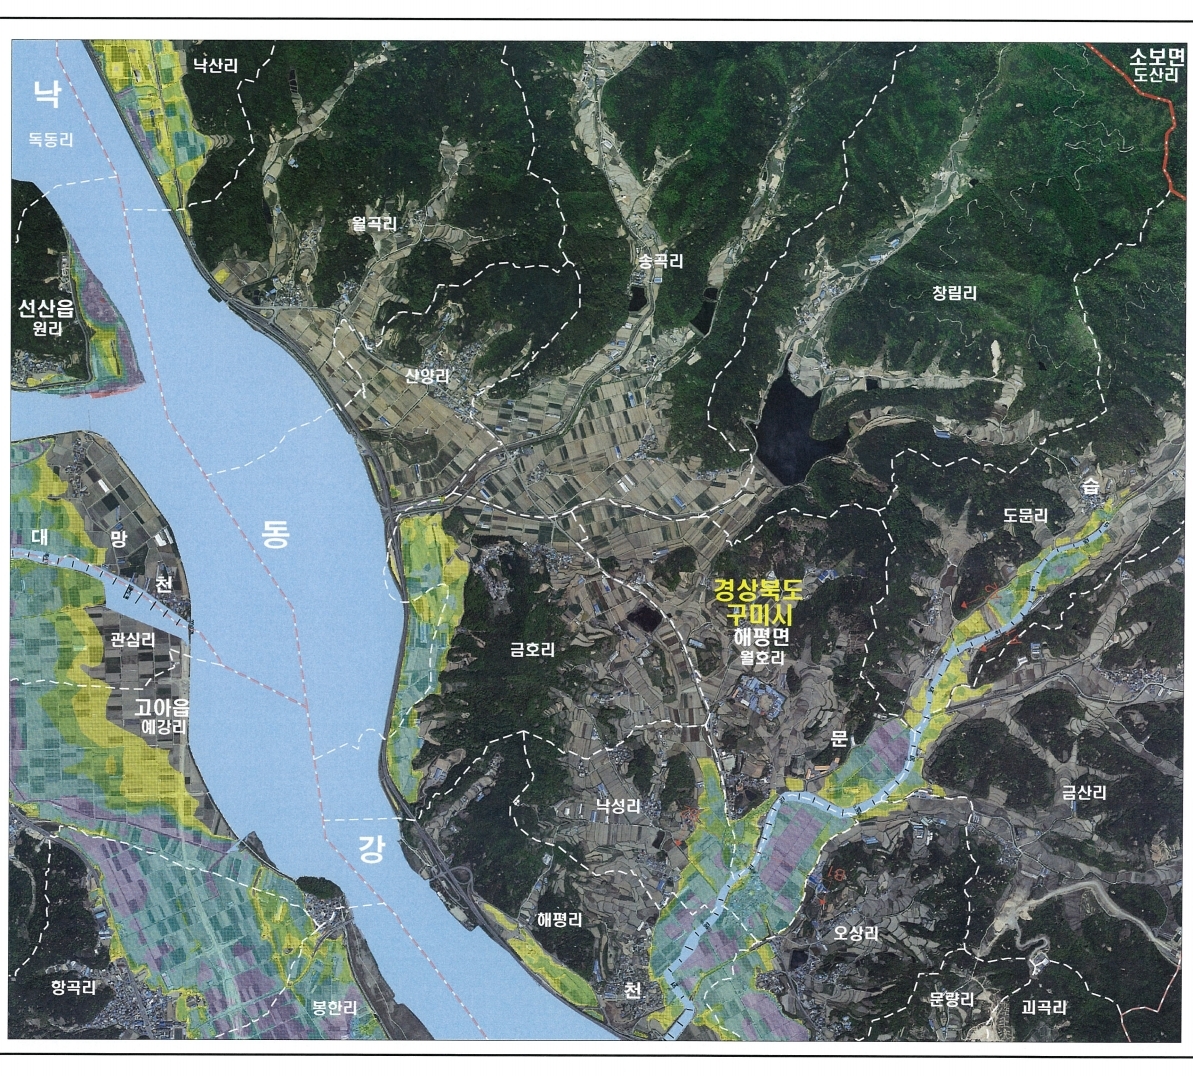 낙산리
소보면
도산리
낙
독동리
월곡리
송곡리
창림리
선산읍
원리
산양리
습
도문리
대
망
천
동
경상북도
구미시
해평면
월호리
관심리
금호리
고아읍
예강리
문
금산리
낙성리
강
해평리
오상리
항곡리
천
봉한리
문량리
괴곡리